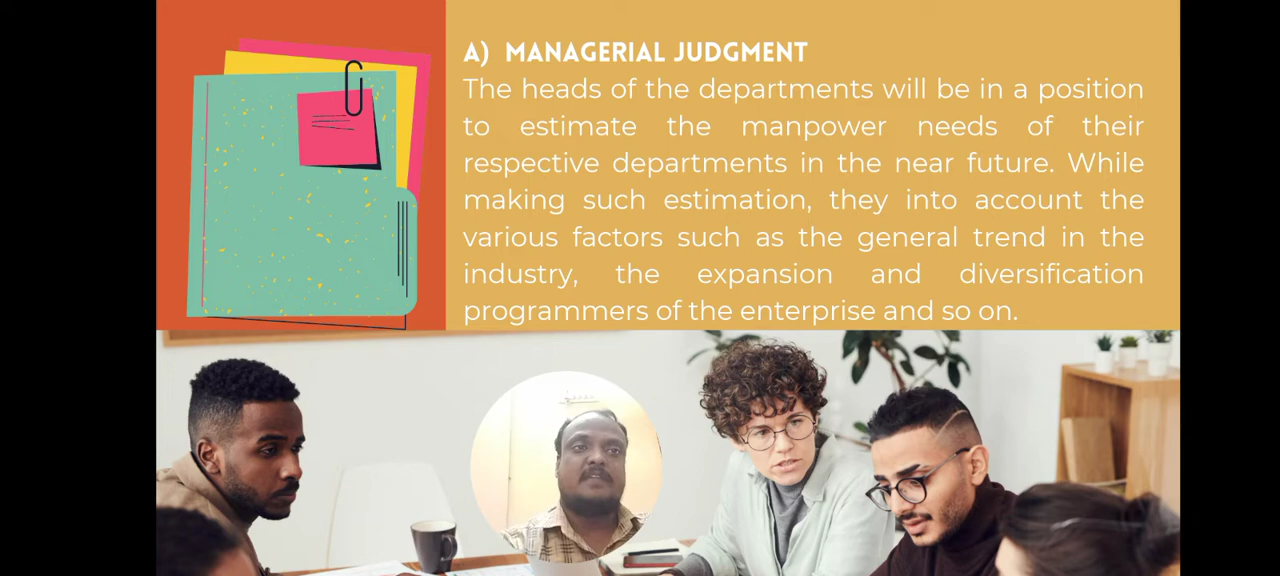 A) MANAGERIAL JUDGMENT
The heads of the departments will be in a position
to estimate the manpower needs of their
respective departments in the near future. While
making such estimation, they into account the
various factors such as the general trend in the
industry, the expansion and diversification
programmers of the enterprise and so on.